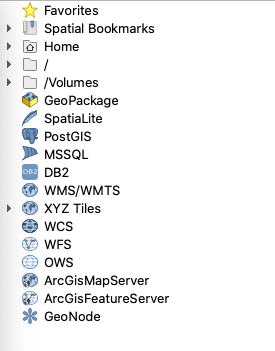 Favorites
Spatial Bookmarks
Home
/
/Volumes
GeoPackage
SpatiaLite
PostGIS
MSSQL
DB2 DB2
WMS/WMTS
XYZ Tiles
WCS
WFS
OWS
ArcGisMapServer
ArcGisFeatureServer
GeoNode